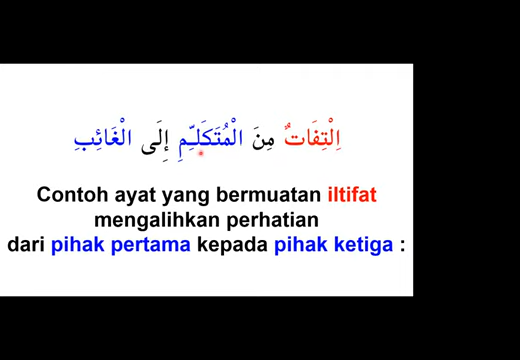 اِلْتِفَاتٌ مِنَ الْمُتَكَلِّمِ إِلَى الْغَائِبِ
Contoh ayat yang bermuatan iltifat
mengalihkan perhatian
dari pihak pertama kepada pihak ketiga :